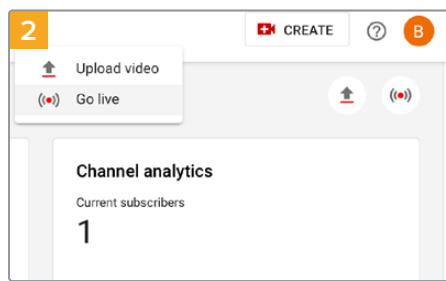 2
CREATE
B
Upload video
Go live
Channel analytics
Current subscribers
1